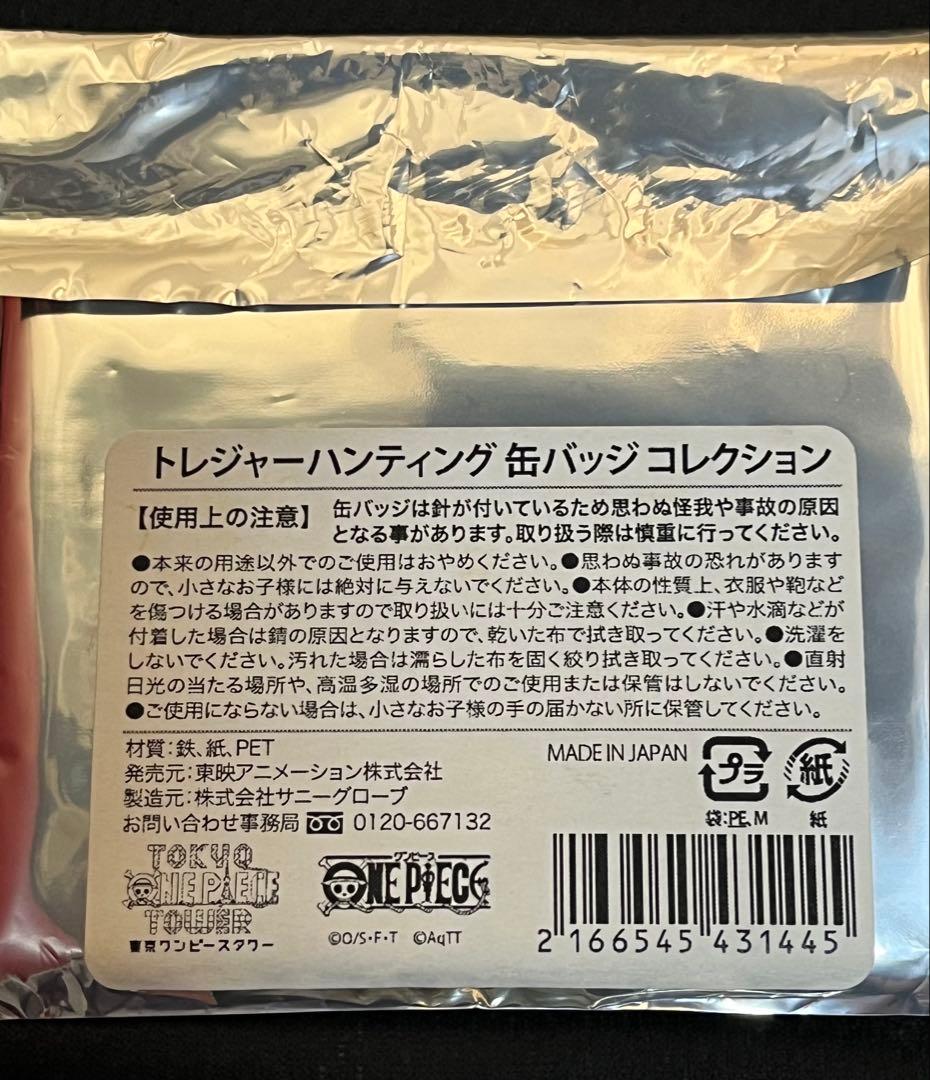 トレジャーハンティング 缶バッジ コレクション
【使用上の注意】
缶バッジは針が付いているため思わぬ怪我や事故の原因
となる事があります。取り扱う際は慎重に行ってください。
●本来の用途以外でのご使用はおやめください。●思わぬ事故の恐れがあります
ので、小さなお子様には絶対に与えないでください。●本体の性質上、衣服や鞄など
を傷つける場合がありますので取り扱いには十分ご注意ください。●汗や水滴などが
付着した場合は錆の原因となりますので、乾いた布で拭き取ってください。●洗濯を
しないでください。汚れた場合は濡らした布を固く絞り拭き取ってください。●直射
日光の当たる場所や、高温多湿の場所でのご使用または保管はしないでください。
●ご使用にならない場合は、小さなお子様の手の届かない所に保管してください。
材質:鉄、紙、PET
発売元:東映アニメーション株式会社
製造元:株式会社サニーグローブ
お問い合わせ事務局 0120-667132
MADE IN JAPAN
プラ
袋:PE、M
紙
紙
TOKYO
ONE PIECE
TOWER
東京ワンピースタワー
ワンピース
ONE PIECE
©O/S・F・T ©AqTT
2 166545 431445